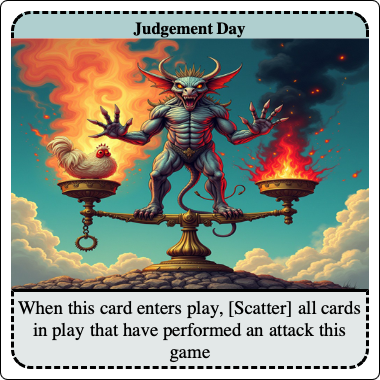 Judgement Day
When this card enters play, [Scatter] all cards
in play that have performed an attack this
game